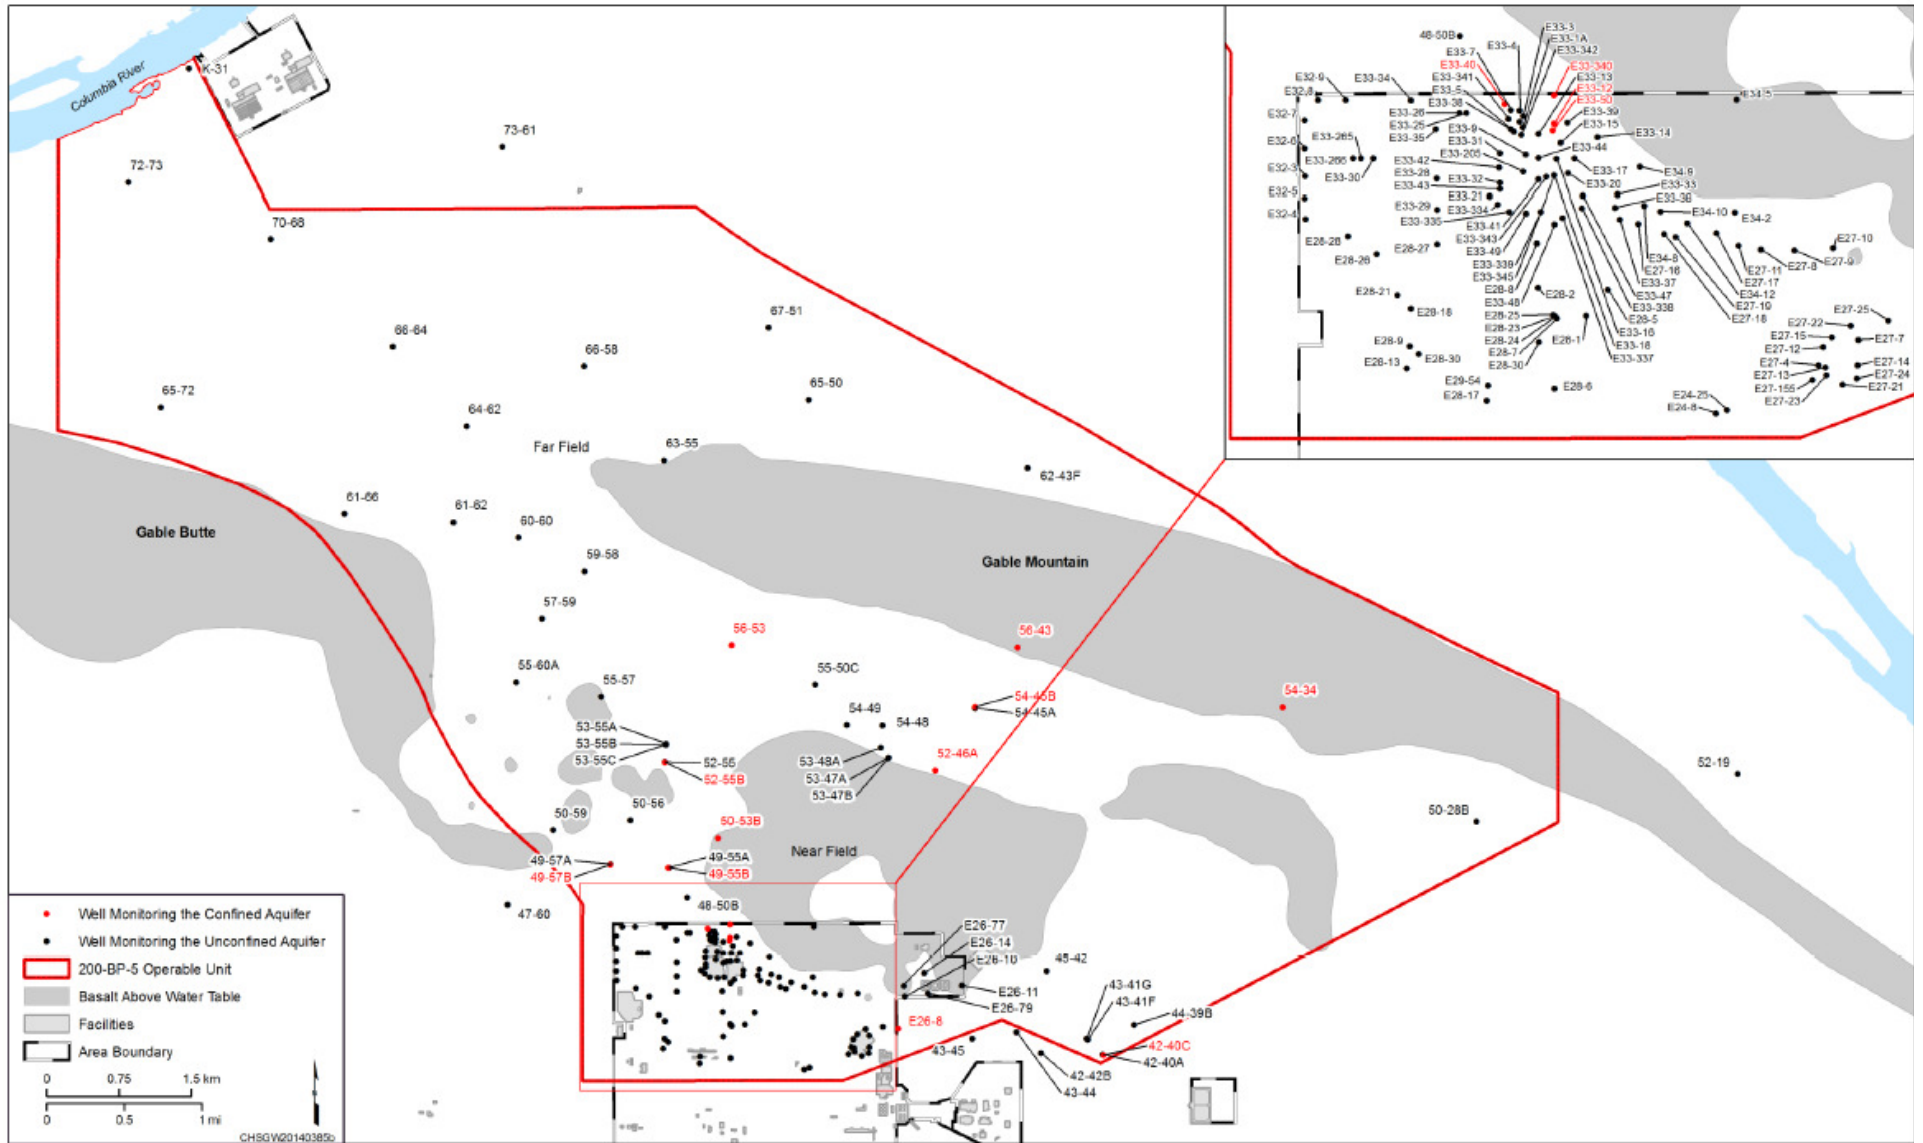 Columbia River
K-31
73-61
72-73
70-68
67-51
66-64
66-58
65-72
65-50
64-62
Far Field
63-55
62-43F
61-66
61-62
60-60
Gable Butte
59-58
Gable Mountain
57-59
56-53
56-43
55-60A
55-57
55-50C
54-45B
54-45A
54-34
54-49
54-48
53-55A
53-55B
53-55C
52-55
52-55B
53-48A
53-47A
53-47B
52-46A
52-19
50-59
50-56
50-53B
50-28B
Near Field
49-57A
49-57B
49-55A
49-55B
47-60
48-50B
E26-77
E26-14
E26-10
E26-11
E26-79
E26-8
45-42
43-41G
43-41F
44-39B
43-45
42-40C
42-40A
42-42B
43-44
Well Monitoring the Confined Aquifer
Well Monitoring the Unconfined Aquifer
200-BP-5 Operable Unit
Basalt Above Water Table
Facilities
Area Boundary
0 0.75 1.5 km
0 0.5 1 mi
CHSGW20140385b
48-50B
E33-7
E33-40
E33-341
E33-5
E33-38
E33-4
E33-3
E33-1A
E33-342
E33-340
E33-13
E33-12
E33-50
E33-39
E33-15
E33-14
E33-44
E34-5
E32-9
E32-8
E33-34
E32-7
E33-26
E33-25
E33-35
E32-6
E33-265
E33-266
E33-30
E33-9
E33-31
E33-205
E33-42
E33-28
E33-43
E33-32
E33-21
E33-334
E33-29
E33-335
E32-3
E32-5
E32-4
E33-17
E33-20
E34-9
E33-33
E33-36
E34-10
E34-2
E27-10
E28-28
E28-26
E28-27
E33-41
E33-343
E33-49
E33-339
E33-345
E28-8
E33-48
E34-8
E27-16
E33-37
E33-47
E33-338
E28-5
E33-16
E33-18
E33-337
E27-11
E27-8
E27-9
E27-17
E34-12
E27-19
E27-18
E28-21
E28-18
E28-2
E28-25
E28-23
E28-24
E28-7
E28-30
E28-1
E28-9
E28-13
E28-30
E29-54
E28-17
E28-6
E24-25
E24-8
E27-25
E27-22
E27-15
E27-7
E27-12
E27-4
E27-14
E27-13
E27-24
E27-155
E27-21
E27-23